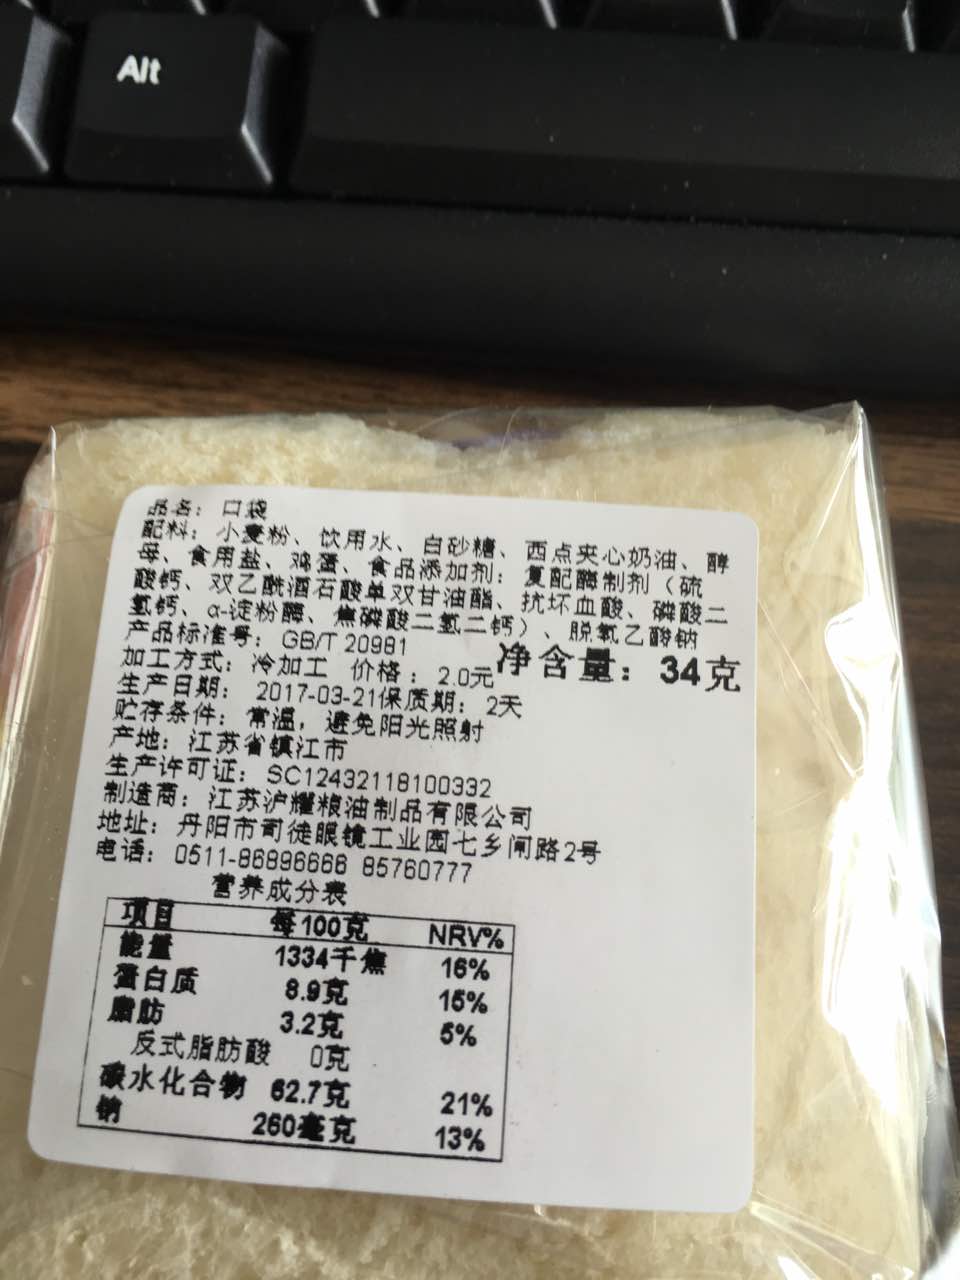 Alt
品名: 口袋
配料: 小麦粉、饮用水、白砂糖、西点夹心奶油、酵
母、食用盐、鸡蛋、食品添加剂: 复配酶制剂（硫
酸钙、双乙酰酒石酸单双甘油酯、抗坏血酸、磷酸二
氢钙、α-淀粉酶、焦磷酸二氢二钙）、脱氢乙酸钠
产品标准号: GB/T 20981
净含量: 34克
加工方式: 冷加工 价格: 2.0元
生产日期: 2017-03-21保质期: 2天
贮存条件: 常温, 避免阳光照射
产地: 江苏省镇江市
生产许可证: SC12432118100332
制造商: 江苏沪耀粮油制品有限公司
地址: 丹阳市司徒眼镜工业园七乡闸路2号
电话: 0511-86896666 85760777
营养成分表
项目 每100克 NRV%
能量 1334千焦 16%
蛋白质 8.9克 15%
脂肪 3.2克 5%
反式脂肪酸 0克
碳水化合物 62.7克 21%
钠 260毫克 13%